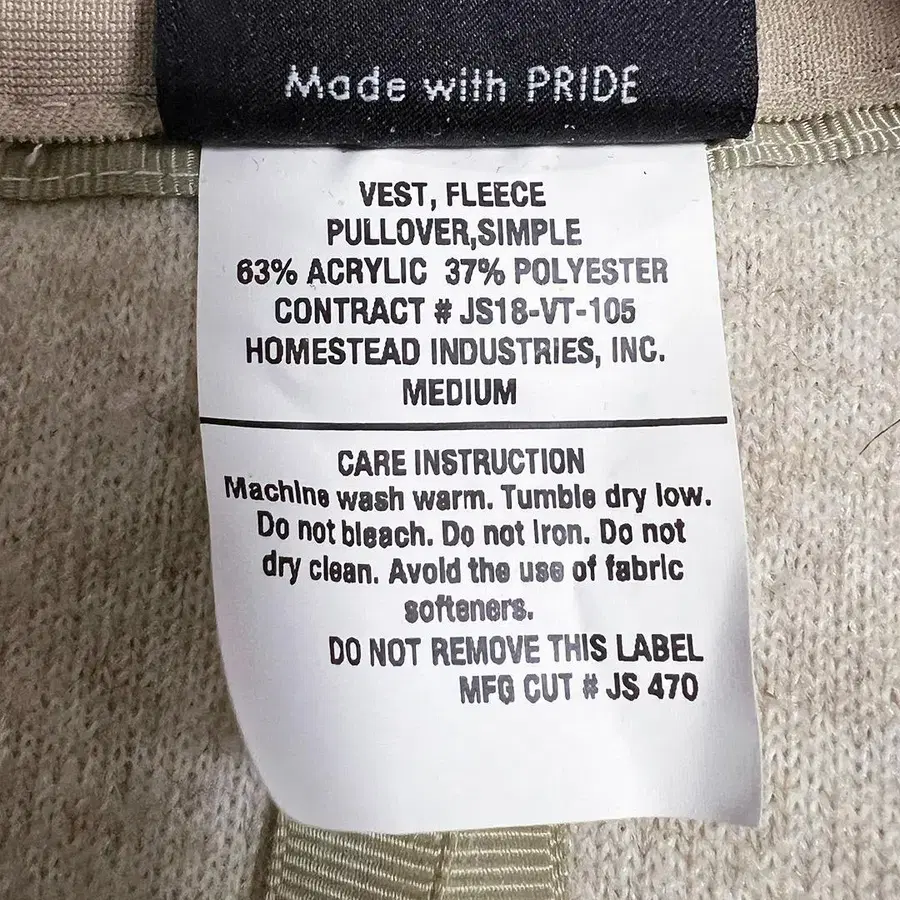 Made with PRIDE
VEST, FLEECE
PULLOVER,SIMPLE
63% ACRYLIC 37% POLYESTER
CONTRACT # JS18-VT-105
HOMESTEAD INDUSTRIES, INC.
MEDIUM
CARE INSTRUCTION
Machine wash warm. Tumble dry low.
Do not bleach. Do not Iron. Do not
dry clean. Avoid the use of fabric
softeners.
DO NOT REMOVE THIS LABEL
MFG CUT # JS 470